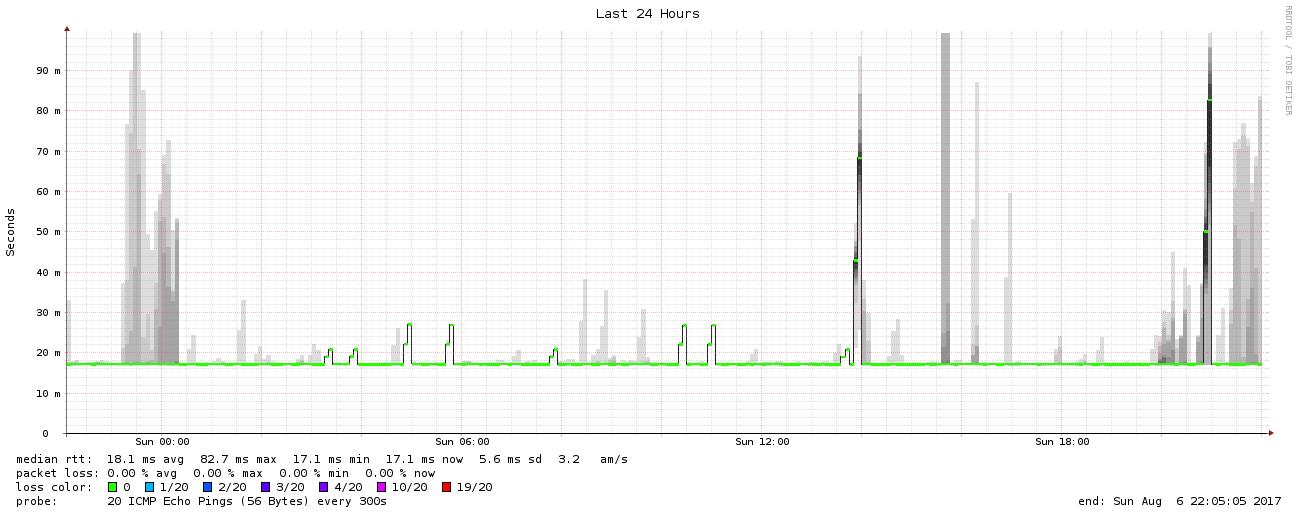 Last 24 Hours
RRDTOOL / TOBI OETIKER
Seconds
90 m
80 m
70 m
60 m
50 m
40 m
30 m
20 m
10 m
0
Sun 00:00 Sun 06:00 Sun 12:00 Sun 18:00
median rtt: 18.1 ms avg 82.7 ms max 17.1 ms min 17.1 ms now 5.6 ms sd 3.2 am/s
packet loss: 0.00 % avg 0.00 % max 0.00 % min 0.00 % now
loss color: 0 1/20 2/20 3/20 4/20 10/20 19/20
probe: 20 ICMP Echo Pings (56 Bytes) every 300s end: Sun Aug 6 22:05:05 2017